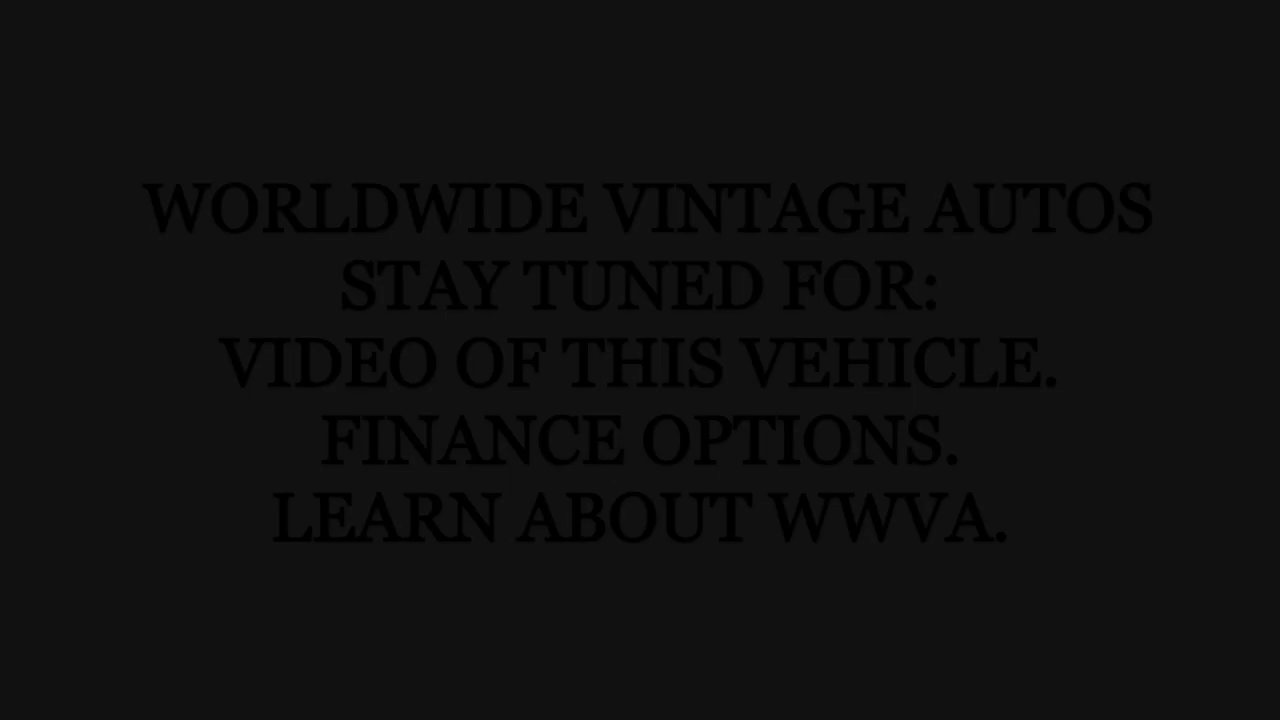 WORLDWIDE VINTAGE AUTOS
STAY TUNED FOR:
VIDEO OF THIS VEHICLE.
FINANCE OPTIONS.
LEARN ABOUT WWVA.